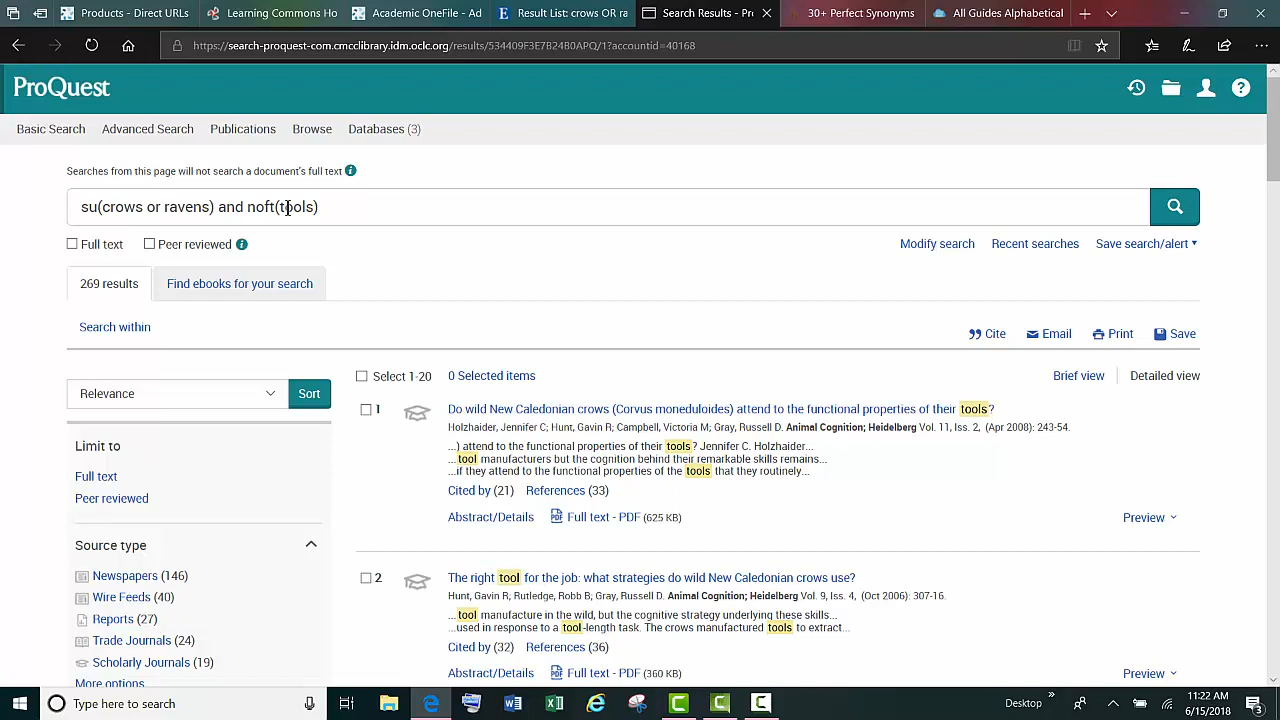 ProQuest - Direct URLs
Learning Commons Ho
Academic OneFile - Ad
Result List: crows OR ra
Search Results - Pro
30+ Perfect Synonyms
All Guides Alphabetical
https://search-proquest-com.cmcclibrary.idm.oclc.org/results/534409F3E7B24B0APQ/1?accountid=40168
ProQuest
Basic Search Advanced Search Publications Browse Databases (3)
Searches from this page will not search a document's full text
su(crows or ravens) and noft(tools)
Full text Peer reviewed
Modify search Recent searches Save search/alert
269 results Find ebooks for your search
Search within
Cite Email Print Save
Relevance Sort
Select 1-20 0 Selected items Brief view Detailed view
Limit to
Full text
Peer reviewed
Source type
Newspapers (146)
Wire Feeds (40)
Reports (27)
Trade Journals (24)
Scholarly Journals (19)
More options
1 Do wild New Caledonian crows (Corvus moneduloides) attend to the functional properties of their tools?
Holzhaider, Jennifer C; Hunt, Gavin R; Campbell, Victoria M; Gray, Russell D. Animal Cognition; Heidelberg Vol. 11, Iss. 2, (Apr 2008): 243-54.
...) attend to the functional properties of their tools? Jennifer C. Holzhaider...
...tool manufacturers but the cognition behind their remarkable skills remains...
...if they attend to the functional properties of the tools that they routinely...
Cited by (21) References (33)
Abstract/Details Full text - PDF (625 KB) Preview
2 The right tool for the job: what strategies do wild New Caledonian crows use?
Hunt, Gavin R; Rutledge, Robb B; Gray, Russell D. Animal Cognition; Heidelberg Vol. 9, Iss. 4, (Oct 2006): 307-16.
...tool manufacture in the wild, but the cognitive strategy underlying these skills...
...used in response to a tool-length task. The crows manufactured tools to extract...
Cited by (32) References (36)
Abstract/Details Full text - PDF (360 KB) Preview
Type here to search
Desktop
11:22 AM
6/15/2018
3